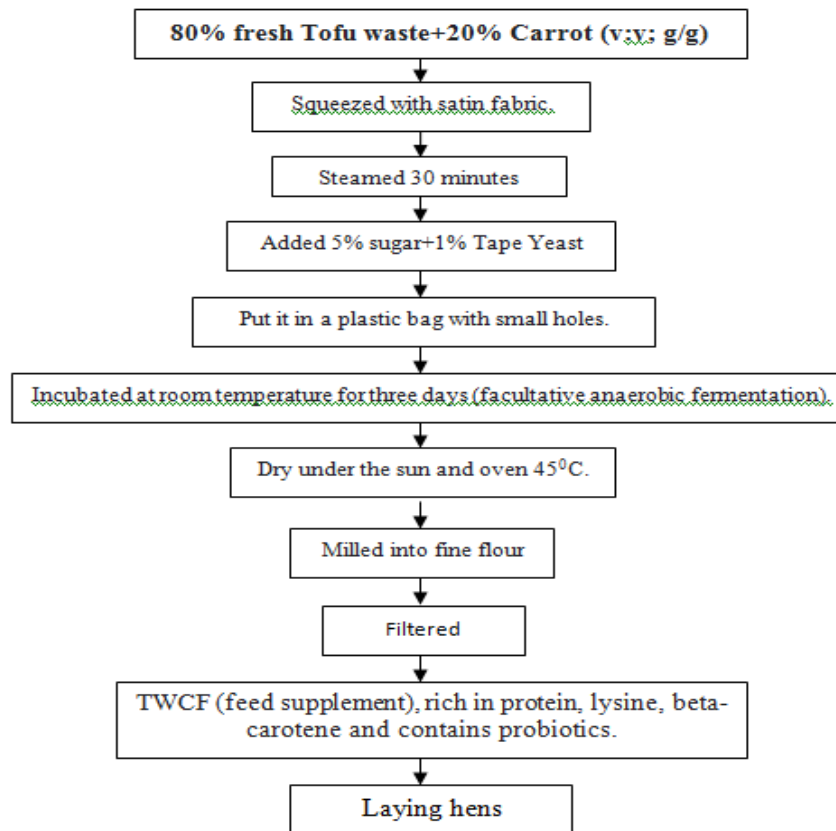 80% fresh Tofu waste+20% Carrot (v;y; g/g)
Squeezed with satin fabric.
Steamed 30 minutes
Added 5% sugar+1% Tape Yeast
Put it in a plastic bag with small holes.
Incubated at room temperature for three days (facultative anaerobic fermentation).
Dry under the sun and oven 45⁰C.
Milled into fine flour
Filtered
TWCF (feed supplement), rich in protein, lysine, beta-
carotene and contains probiotics.
Laying hens